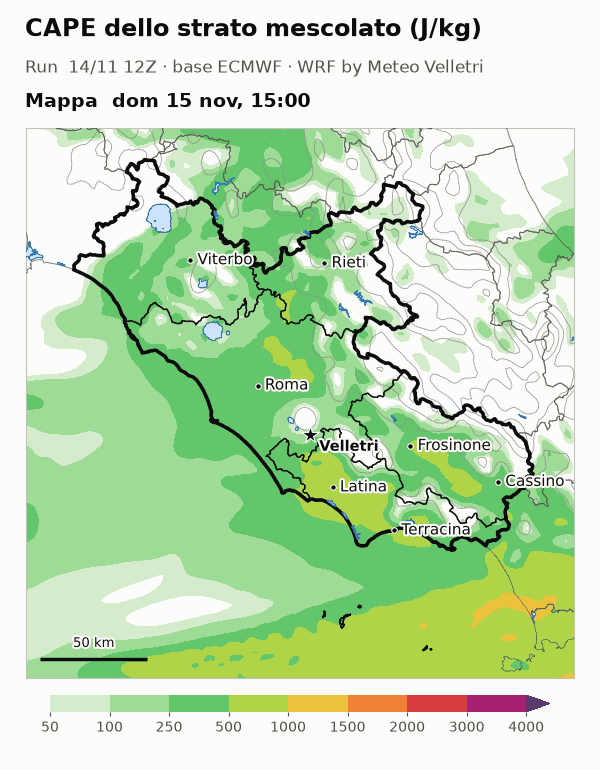 CAPE dello strato mescolato (J/kg)
Run  14/11 12Z · base ECMWF · WRF by Meteo Velletri
Mappa  dom 15 nov, 15:00
Viterbo
Rieti
Roma
Velletri
Frosinone
Latina
Cassino
Terracina
50 km
50 100 250 500 1000 1500 2000 3000 4000